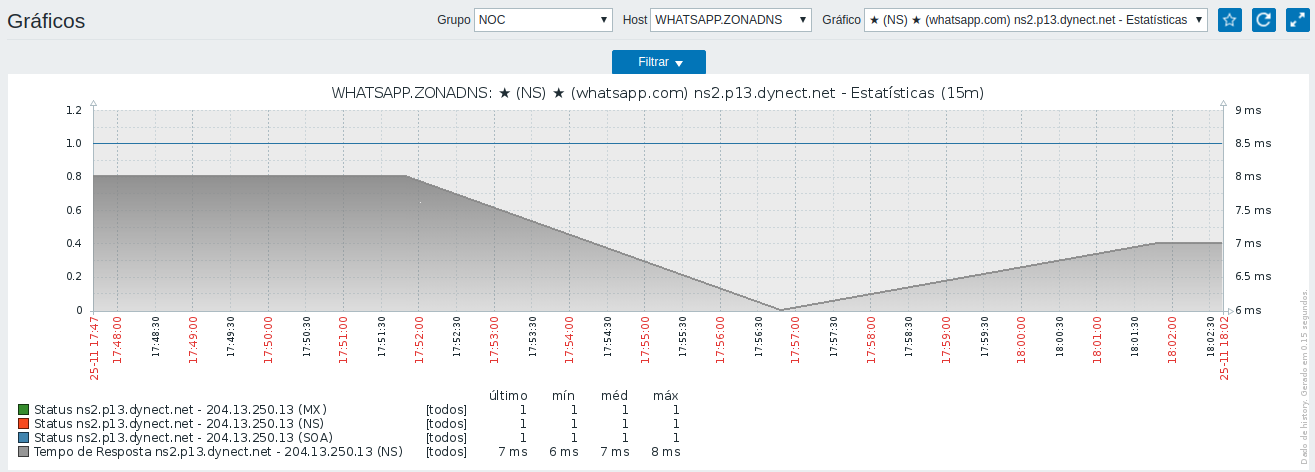 Gráficos
Grupo NOC Host WHATSAPP.ZONADNS Gráfico ★ (NS) ★ (whatsapp.com) ns2.p13.dynect.net - Estatísticas
Filtrar
WHATSAPP.ZONADNS: ★ (NS) ★ (whatsapp.com) ns2.p13.dynect.net - Estatísticas (15m)
1.2 9 ms
1.0 8.5 ms
0.8 8 ms
0.6 7.5 ms
0.4 7 ms
0.2 6.5 ms
0 6 ms
25-11 17:47 17:48:00 17:48:30 17:49:00 17:49:30 17:50:00 17:50:30 17:51:00 17:51:30 17:52:00 17:52:30 17:53:00 17:53:30 17:54:00 17:54:30 17:55:00 17:55:30 17:56:00 17:56:30 17:57:00 17:57:30 17:58:00 17:58:30 17:59:00 17:59:30 18:00:00 18:00:30 18:01:00 18:01:30 18:02:00 18:02:30 25-11 18:02
último mín méd máx
Status ns2.p13.dynect.net - 204.13.250.13 (MX) [todos] 1 1 1 1
Status ns2.p13.dynect.net - 204.13.250.13 (NS) [todos] 1 1 1 1
Status ns2.p13.dynect.net - 204.13.250.13 (SOA) [todos] 1 1 1 1
Tempo de Resposta ns2.p13.dynect.net - 204.13.250.13 (NS) [todos] 7 ms 6 ms 7 ms 8 ms
Dado de history. Gerado em 0.15 segundos.